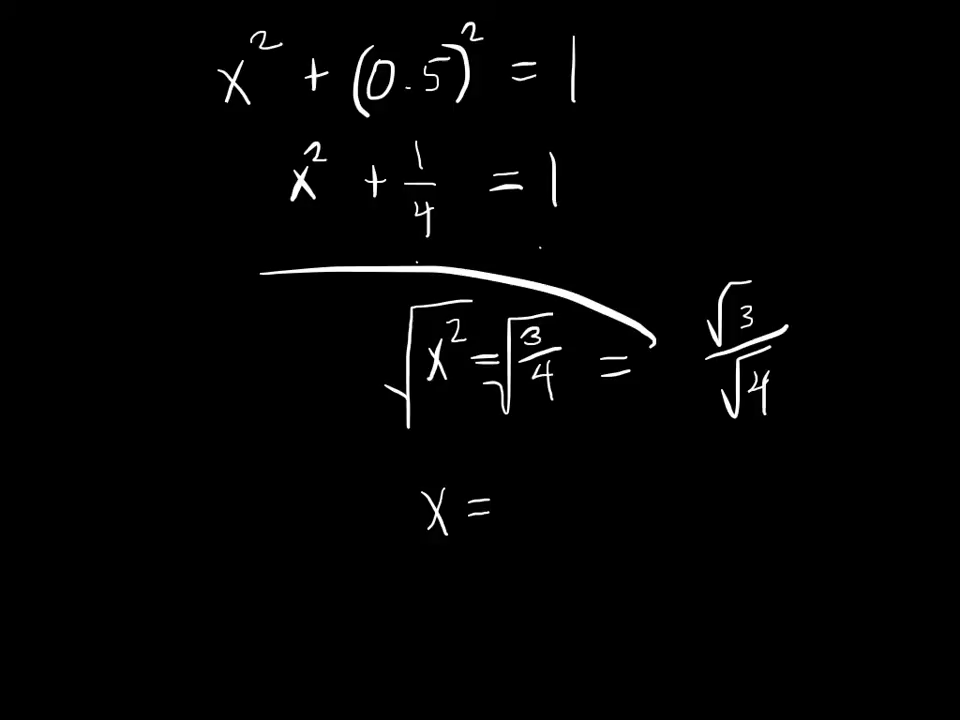 x² + (0.5)² = 1
x² + 1/4 = 1
√x² = √3/4 = √3/√4
x =